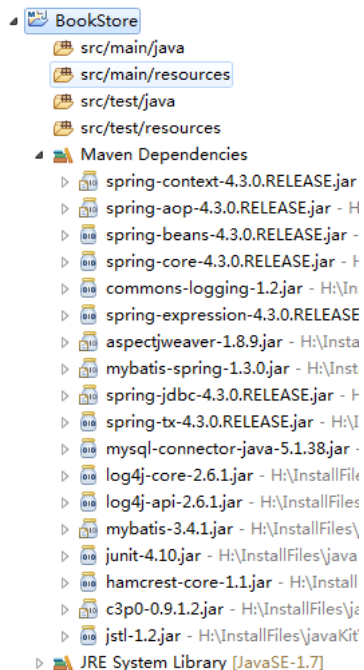 BookStore
src/main/java
src/main/resources
src/test/java
src/test/resources
Maven Dependencies
spring-context-4.3.0.RELEASE.jar
spring-aop-4.3.0.RELEASE.jar - H
spring-beans-4.3.0.RELEASE.jar -
spring-core-4.3.0.RELEASE.jar - H
commons-logging-1.2.jar - H:\In
spring-expression-4.3.0.RELEASE
aspectjweaver-1.8.9.jar - H:\Insta
mybatis-spring-1.3.0.jar - H:\Inst
spring-jdbc-4.3.0.RELEASE.jar - H
spring-tx-4.3.0.RELEASE.jar - H:\I
mysql-connector-java-5.1.38.jar -
log4j-core-2.6.1.jar - H:\InstallFile
log4j-api-2.6.1.jar - H:\InstallFiles
mybatis-3.4.1.jar - H:\InstallFiles\
junit-4.10.jar - H:\InstallFiles\java
hamcrest-core-1.1.jar - H:\Install
c3p0-0.9.1.2.jar - H:\InstallFiles\ja
jstl-1.2.jar - H:\InstallFiles\javaKit
JRE System Library [JavaSE-1.7]